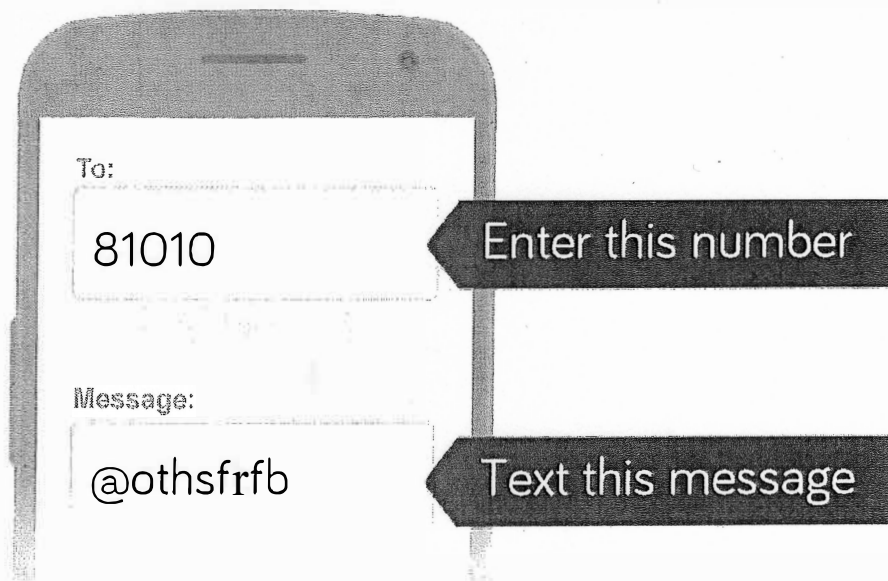 To:
81010
Enter this number
Message:
@othsfrfb
Text this message